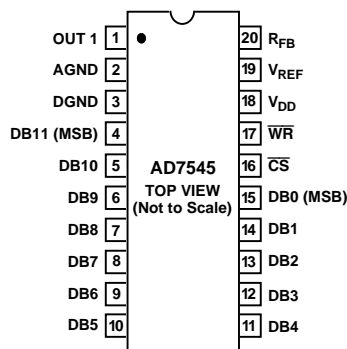 OUT 1 1 20 RFB
AGND 2 19 VREF
DGND 3 18 VDD
DB11 (MSB) 4 17 WR
DB10 5 AD7545 16 CS
DB9 6 TOP VIEW 15 DB0 (MSB)
(Not to Scale)
DB8 7 14 DB1
DB7 8 13 DB2
DB6 9 12 DB3
DB5 10 11 DB4